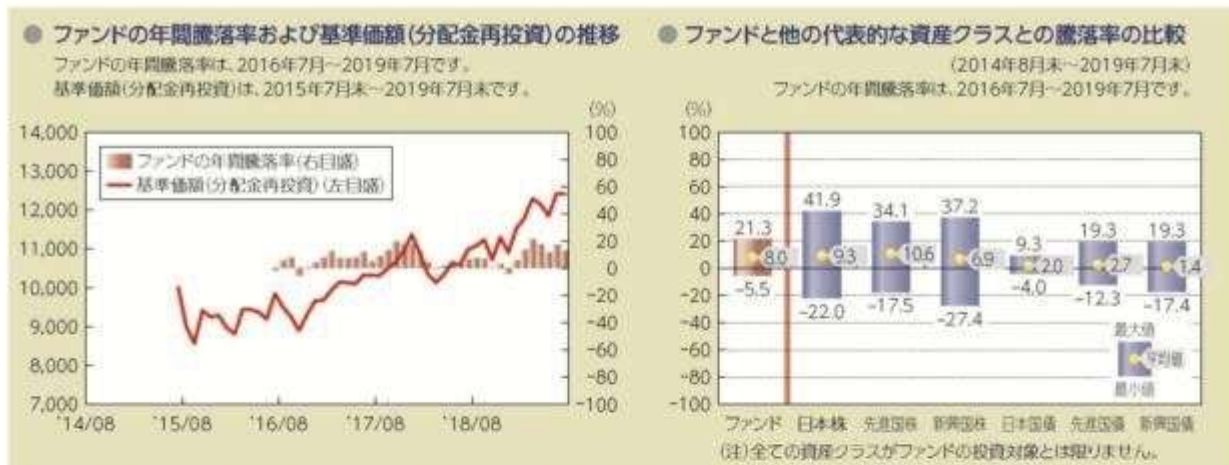 ● ファンドの年間騰落率および基準価額(分配金再投資)の推移
ファンドの年間騰落率は、2016年7月～2019年7月です。
基準価額(分配金再投資)は、2015年7月末～2019年7月末です。
(%)
14,000
13,000
12,000
11,000
10,000
9,000
8,000
7,000
ファンドの年間騰落率(右目盛)
基準価額(分配金再投資)(左目盛)
100
80
60
40
20
0
-20
-40
-60
-80
-100
'14/08 '15/08 '16/08 '17/08 '18/08
● ファンドと他の代表的な資産クラスとの騰落率の比較
(2014年8月末～2019年7月末)
ファンドの年間騰落率は、2016年7月～2019年7月です。
(%)
100
80
60
40
20
0
-20
-40
-60
-80
-100
21.3 41.9 34.1 37.2 9.3 19.3 19.3
8.0 9.3 10.6 6.9 2.0 2.7 1.4
-5.5 -22.0 -17.5 -27.4 -4.0 -12.3 -17.4
最大値
平均値
最小値
ファンド 日本株 先進国株 新興国株 日本国債 先進国債 新興国債
(注)全ての資産クラスがファンドの投資対象とは限りません。